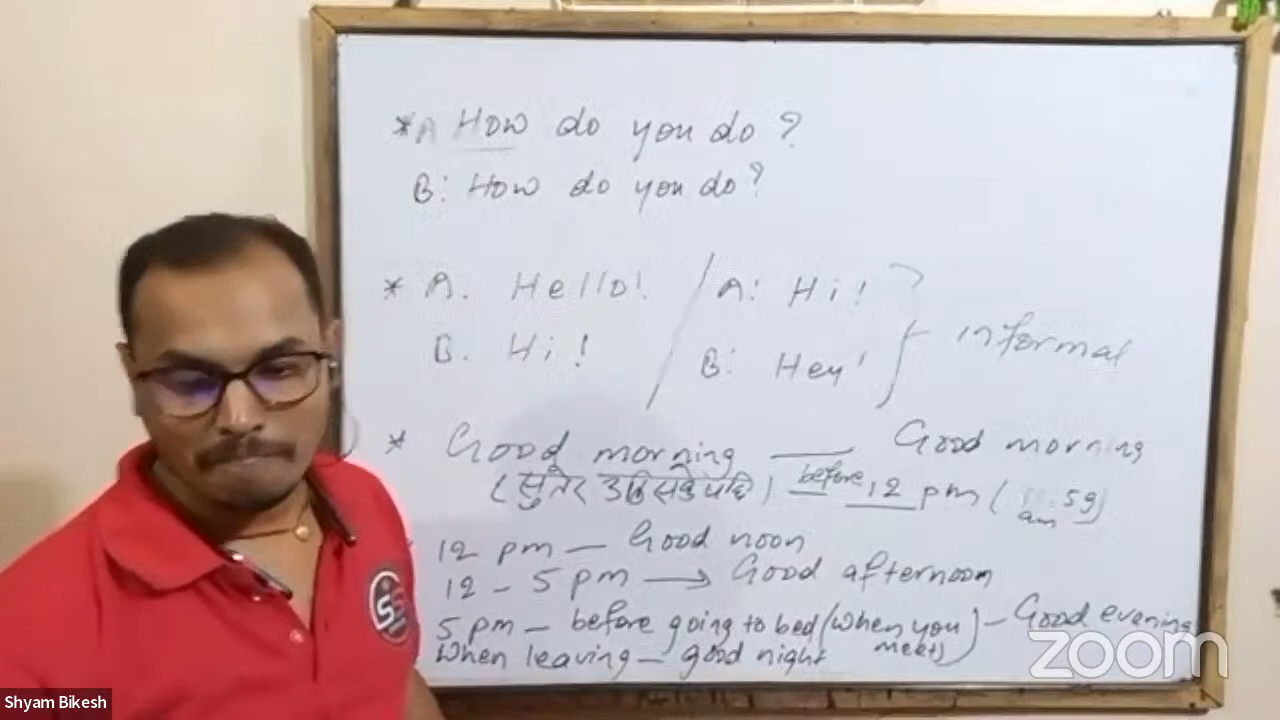 * A How do you do?
B: How do you do?
* A. Hello! / A: Hi!
B. Hi! B: Hey! } informal
* Good morning — Good morning
(सुतेर उठिसकेपछि) before 12 pm ( am 59)
12 pm — Good noon
12 - 5 pm → Good afternoon
5 pm — before going to bed (when you meet) — Good evening
When leaving — good night
zoom
Shyam Bikesh